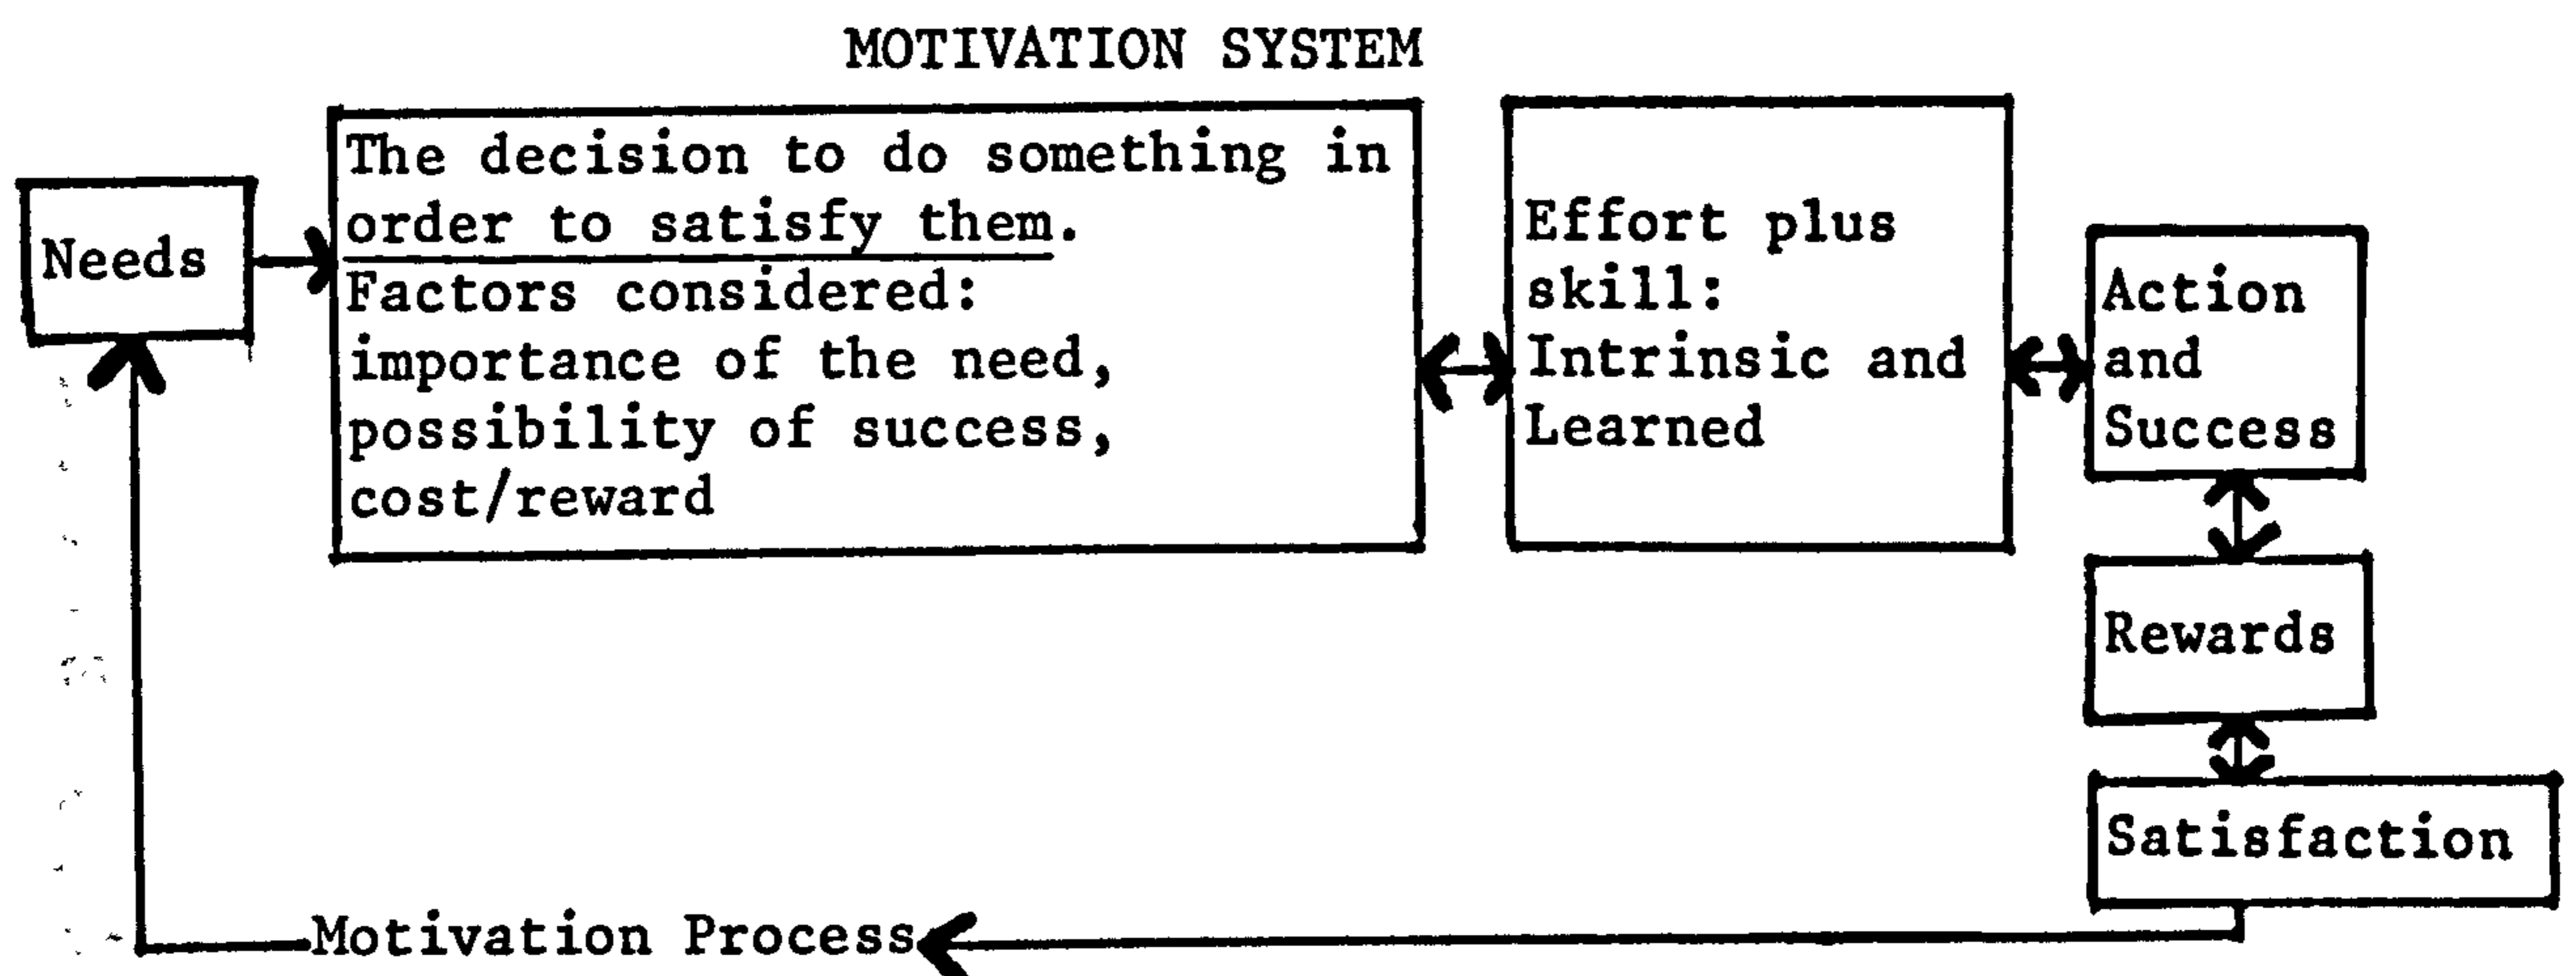 MOTIVATION SYSTEM
Needs
The decision to do something in
order to satisfy them.
Factors considered:
importance of the need,
possibility of success,
cost/reward
Effort plus
skill:
Intrinsic and
Learned
Action
and
Success
Rewards
Satisfaction
Motivation Process